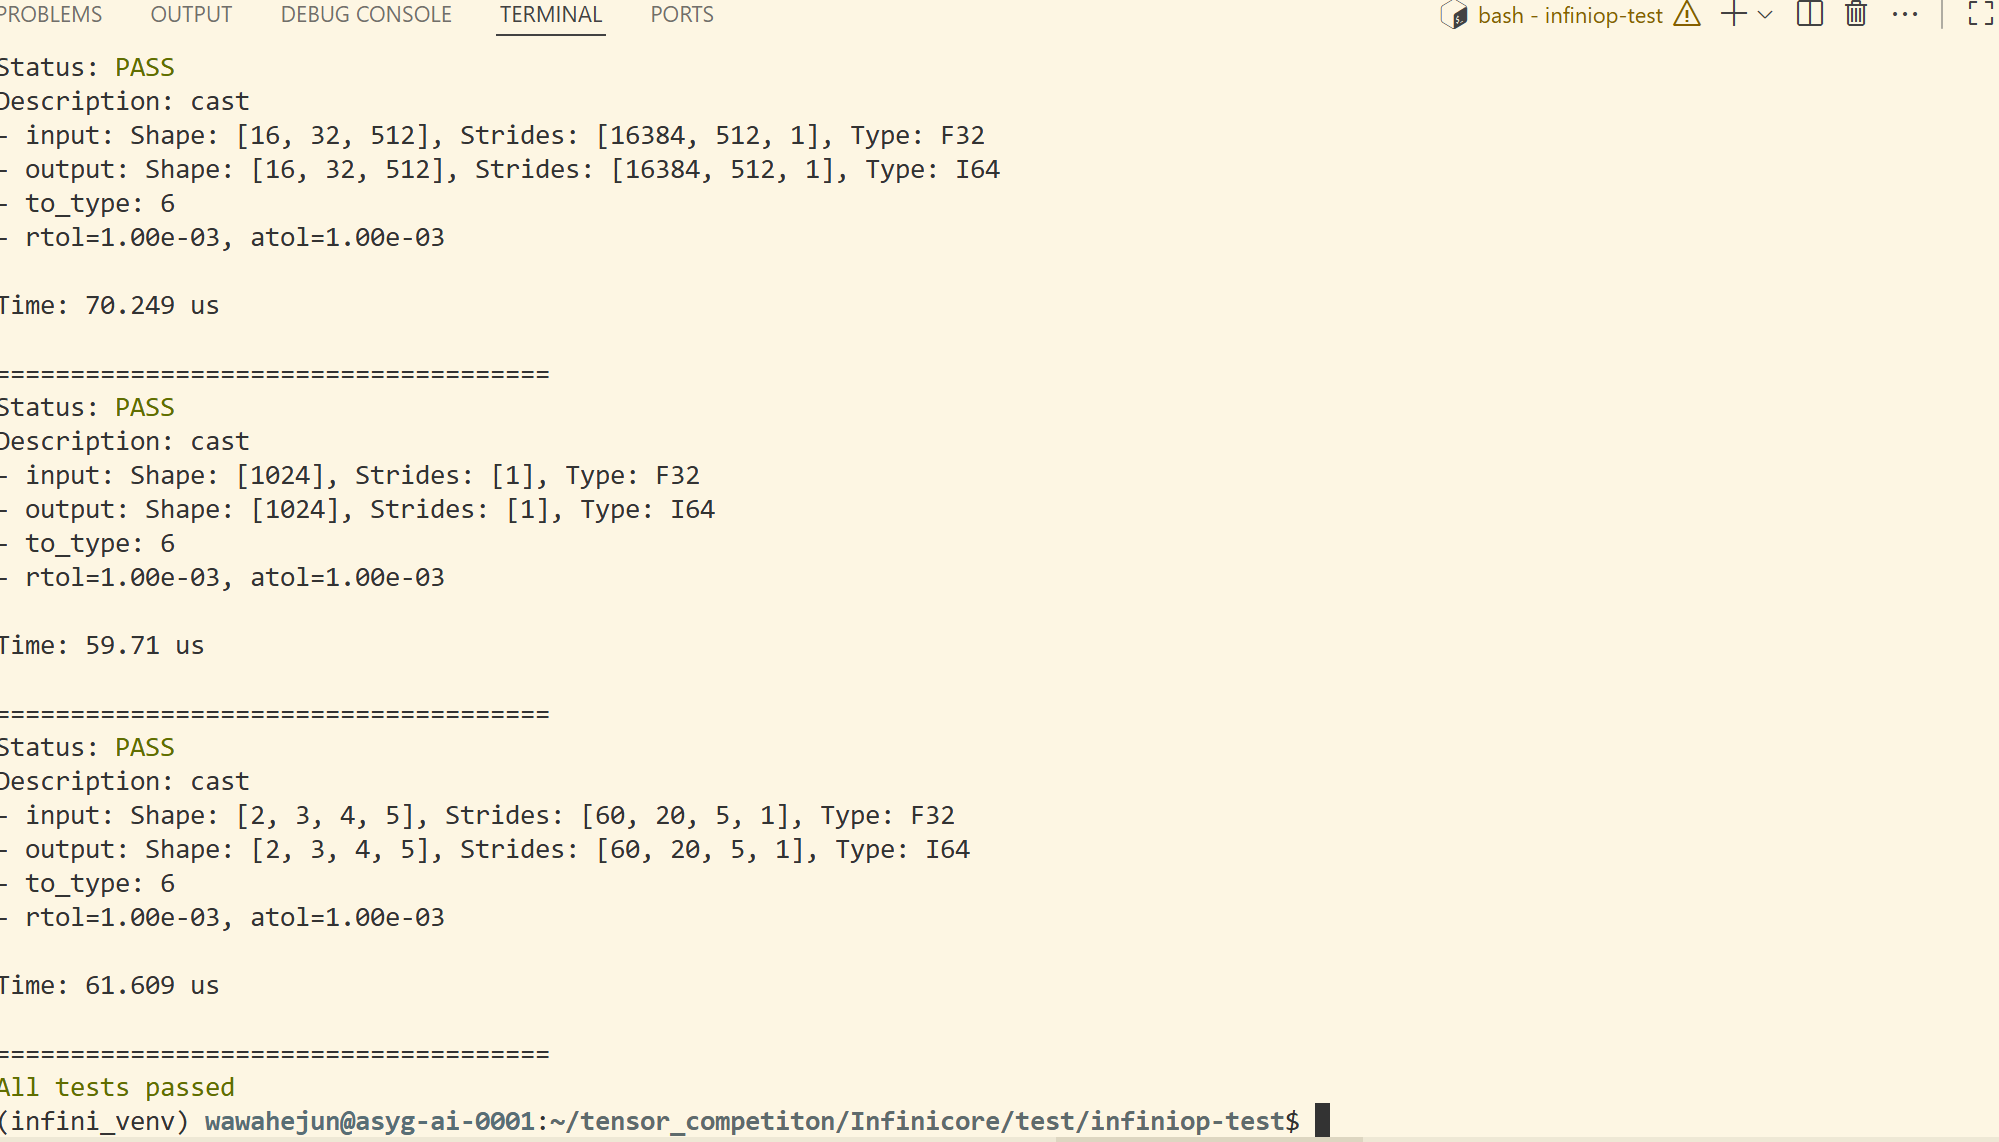 PROBLEMS OUTPUT DEBUG CONSOLE TERMINAL PORTS bash - infiniop-test
Status: PASS
Description: cast
- input: Shape: [16, 32, 512], Strides: [16384, 512, 1], Type: F32
- output: Shape: [16, 32, 512], Strides: [16384, 512, 1], Type: I64
- to_type: 6
- rtol=1.00e-03, atol=1.00e-03
Time: 70.249 us
=====================================
Status: PASS
Description: cast
- input: Shape: [1024], Strides: [1], Type: F32
- output: Shape: [1024], Strides: [1], Type: I64
- to_type: 6
- rtol=1.00e-03, atol=1.00e-03
Time: 59.71 us
=====================================
Status: PASS
Description: cast
- input: Shape: [2, 3, 4, 5], Strides: [60, 20, 5, 1], Type: F32
- output: Shape: [2, 3, 4, 5], Strides: [60, 20, 5, 1], Type: I64
- to_type: 6
- rtol=1.00e-03, atol=1.00e-03
Time: 61.609 us
=====================================
All tests passed
(infini_venv) wawahejun@asyg-ai-0001:~/tensor_competiton/Infinicore/test/infiniop-test$